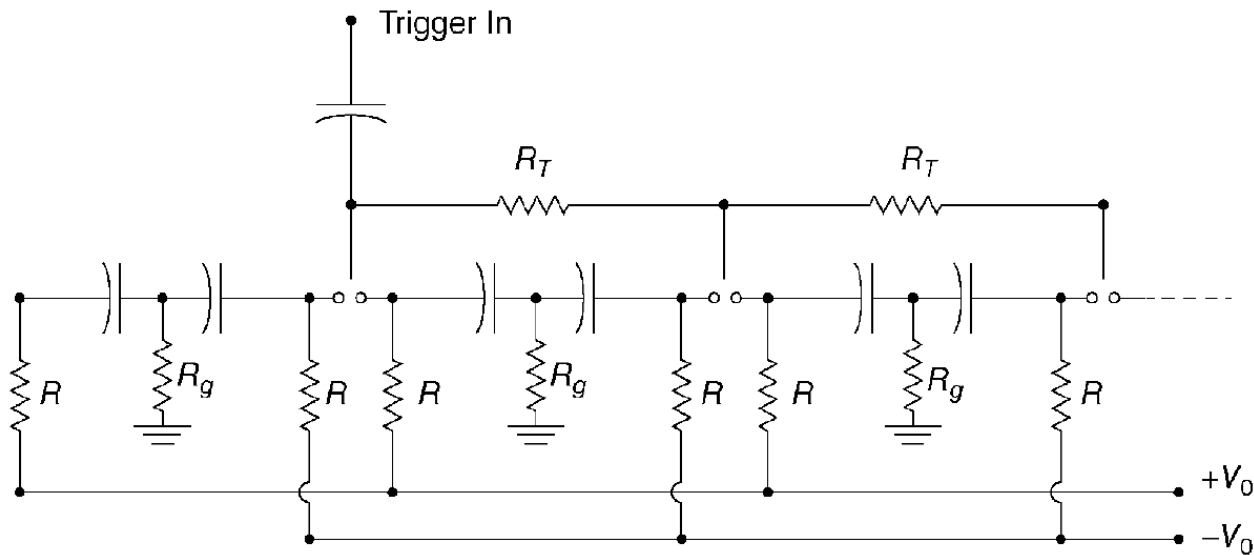 Trigger In
R_T R_T
R R_g R R R_g R R R_g R
+V_0
−V_0